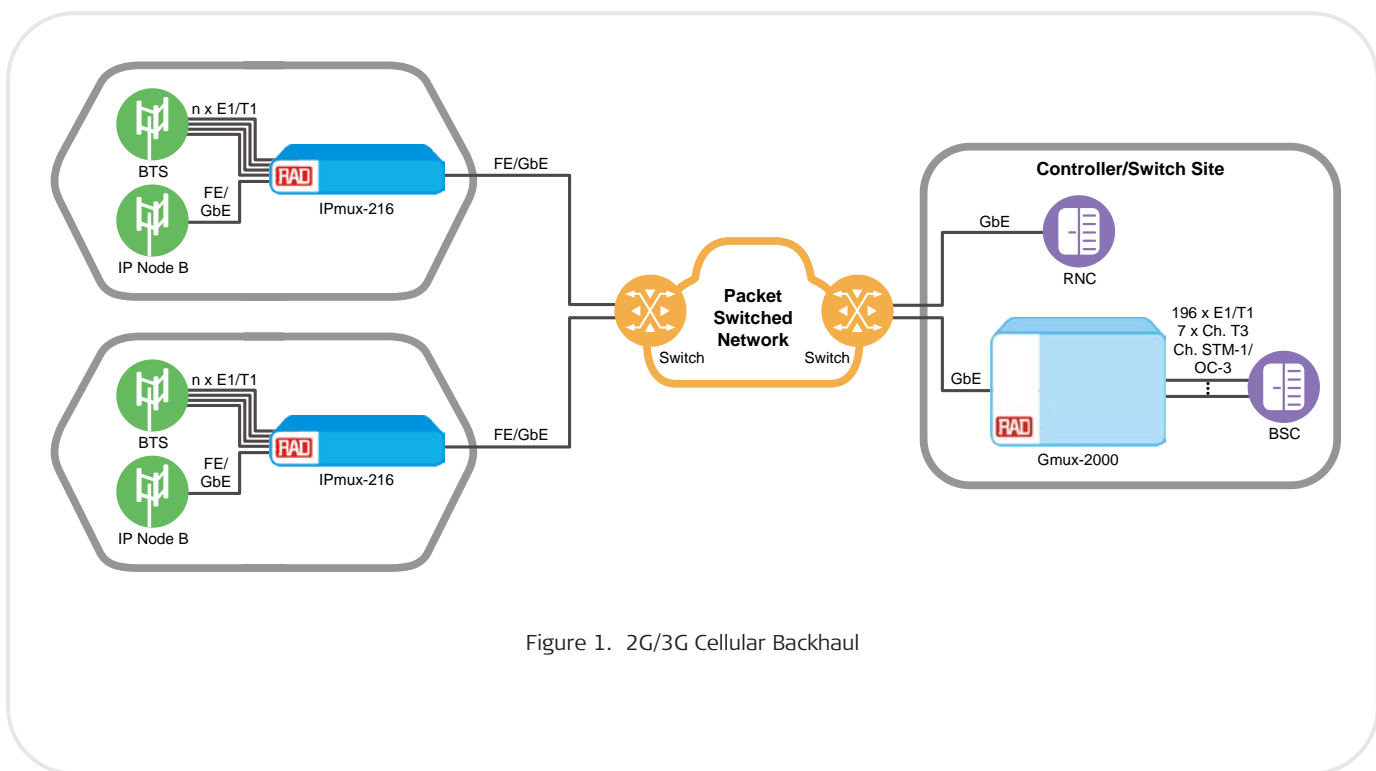 n x E1/T1
BTS
FE/
GbE
RAD
IPmux-216
IP Node B
FE/GbE
n x E1/T1
BTS
FE/
GbE
RAD
IPmux-216
IP Node B
FE/GbE
Packet
Switched
Network
Switch
Switch
Controller/Switch Site
GbE
RNC
GbE
RAD
Gmux-2000
196 x E1/T1
7 x Ch. T3
Ch. STM-1/
OC-3
BSC
Figure 1. 2G/3G Cellular Backhaul